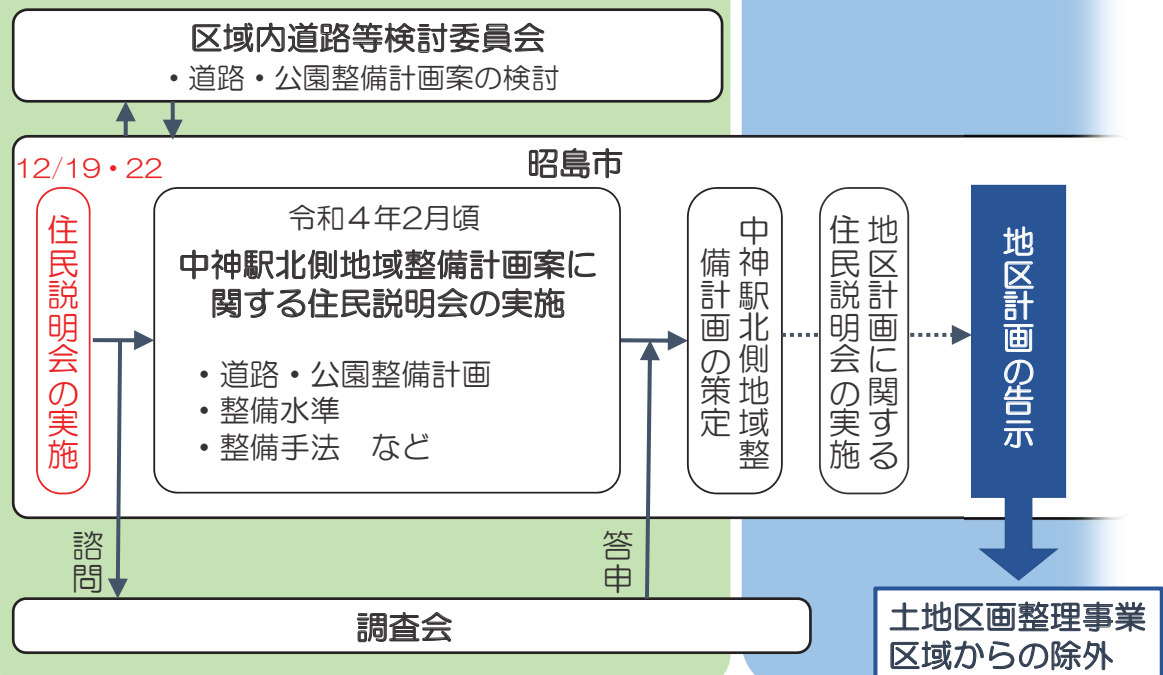 区域内道路等検討委員会
・道路・公園整備計画案の検討
昭島市
12/19・22
住民説明会の実施
令和4年2月頃
中神駅北側地域整備計画案に
関する住民説明会の実施
・道路・公園整備計画
・整備水準
・整備手法　など
中神駅北側地域整
備計画の策定
地区計画に関する
住民説明会の実施
地区計画の告示
諮問
答申
調査会
土地区画整理事業
区域からの除外